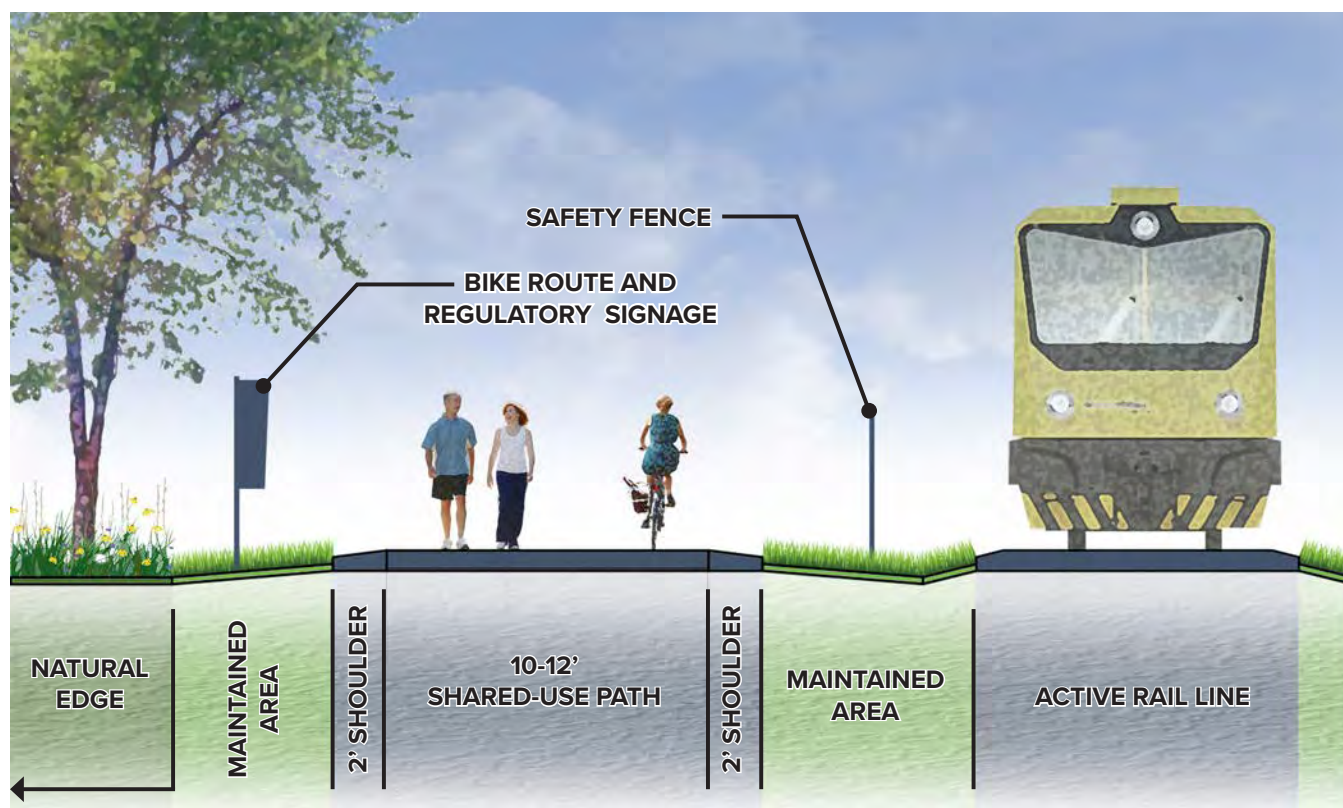 SAFETY FENCE
BIKE ROUTE AND
REGULATORY SIGNAGE
NATURAL
EDGE
MAINTAINED
AREA
2' SHOULDER
10-12’
SHARED-USE PATH
2' SHOULDER
MAINTAINED
AREA
ACTIVE RAIL LINE